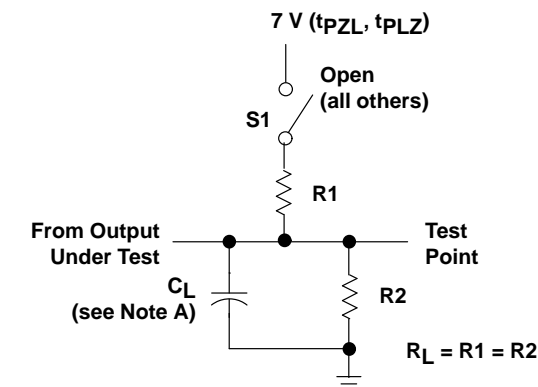 7 V (tPZL, tPLZ)
Open
(all others)
S1
R1
From Output
Under Test
Test
Point
CL
(see Note A)
R2
RL = R1 = R2